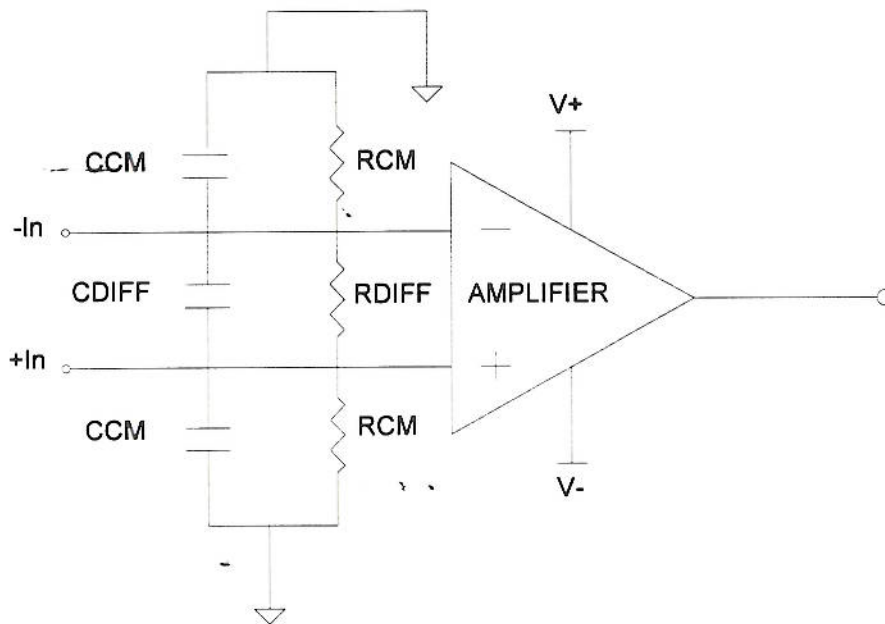 V+
CCM
RCM
-In
−
CDIFF
RDIFF
AMPLIFIER
+In
+
CCM
RCM
V-